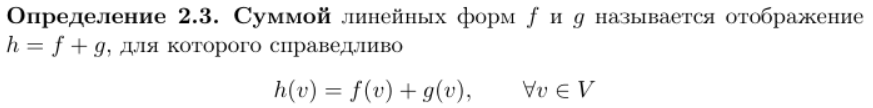 Определение 2.3. Суммой линейных форм f и g называется отображение
h = f + g, для которого справедливо
h(v) = f(v) + g(v), ∀v ∈ V